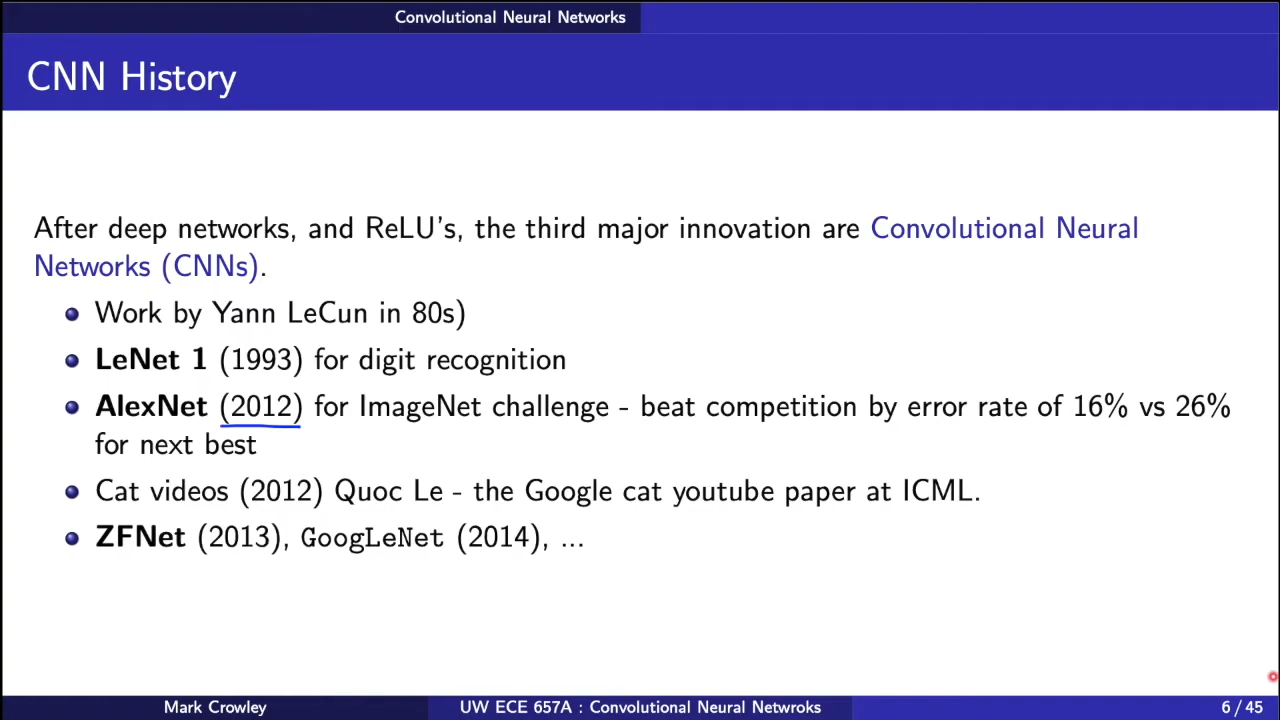 Convolutional Neural Networks
CNN History
After deep networks, and ReLU's, the third major innovation are Convolutional Neural
Networks (CNNs).
Work by Yann LeCun in 80s)
LeNet 1 (1993) for digit recognition
AlexNet (2012) for ImageNet challenge - beat competition by error rate of 16% vs 26%
for next best
Cat videos (2012) Quoc Le - the Google cat youtube paper at ICML.
ZFNet (2013), GoogLeNet (2014), ...
Mark Crowley
UW ECE 657A : Convolutional Neural Netwroks
6 / 45